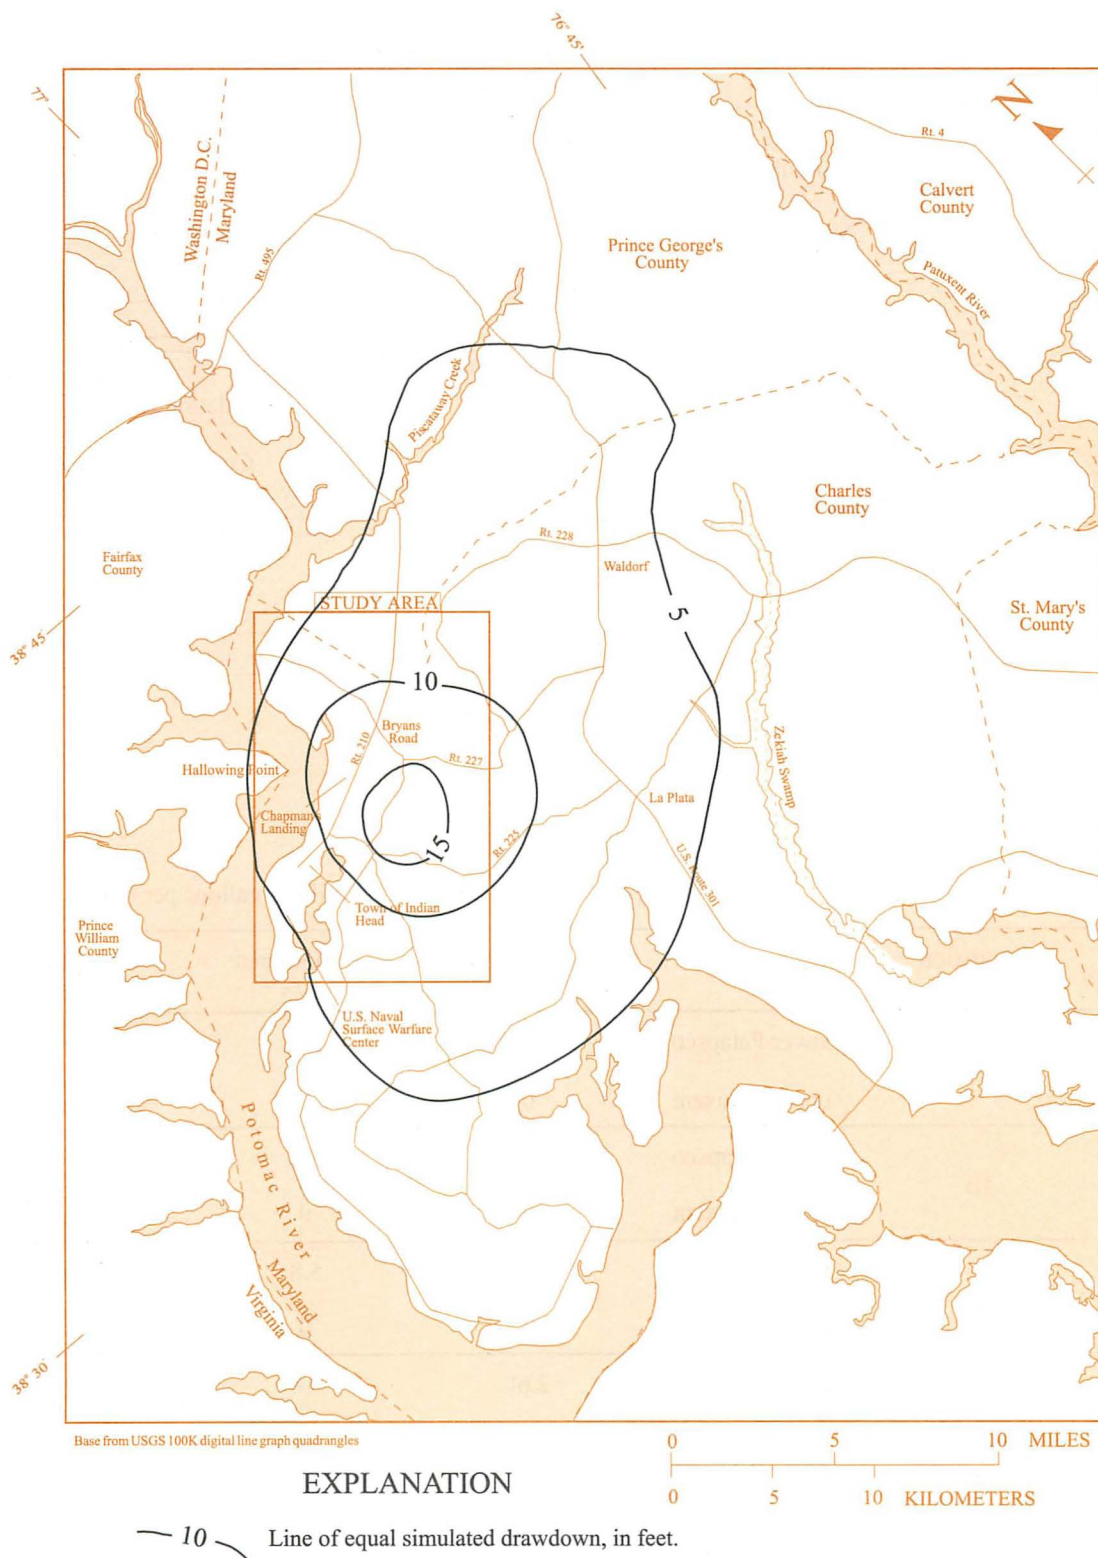 76° 45'
77°
N
Rt. 4
Washington D.C.
Maryland
Calvert
County
Rt. 495
Prince George's
County
Patuxent River
Piscataway Creek
Charles
County
Rt. 228
Fairfax
County
Waldorf
STUDY AREA
5
St. Mary's
County
38° 45'
10
Bryans
Road
Rt. 210
Rt. 227
Zekiah Swamp
Hallowing Point
La Plata
Chapmans
Landing
15
Rt. 225
U.S. Route 301
Town of Indian
Head
Prince
William
County
U.S. Naval
Surface Warfare
Center
Potomac River
Maryland
Virginia
38° 30'
Base from USGS 100K digital line graph quadrangles
0 5 10 MILES
0 5 10 KILOMETERS
EXPLANATION
10 Line of equal simulated drawdown, in feet.